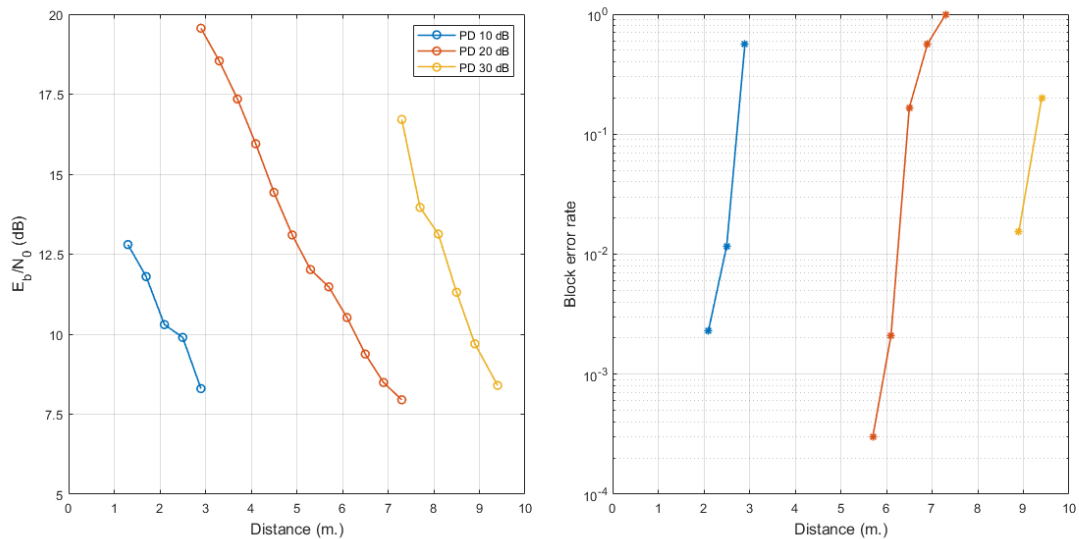 20
17.5
15
12.5
10
7.5
5
E_b/N_0 (dB)
0 1 2 3 4 5 6 7 8 9 10
Distance (m.)
PD 10 dB
PD 20 dB
PD 30 dB
10^0
10^-1
10^-2
10^-3
10^-4
Block error rate
0 1 2 3 4 5 6 7 8 9 10
Distance (m.)